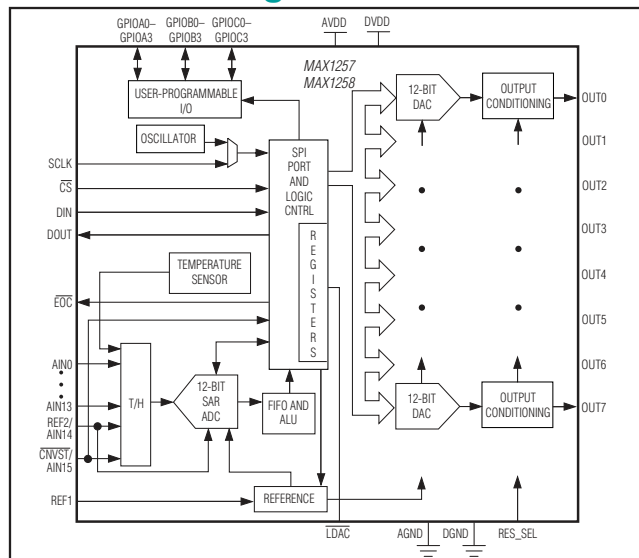 GPIOA0–
GPIOA3
GPIOB0–
GPIOB3
GPIOC0–
GPIOC3
AVDD
DVDD
MAX1257
MAX1258
USER-PROGRAMMABLE
I/O
OSCILLATOR
SCLK
CS
DIN
DOUT
SPI
PORT
AND
LOGIC
CNTRL
REGISTERS
TEMPERATURE
SENSOR
EOC
AIN0
AIN13
REF2/
AIN14
CNVST/
AIN15
REF1
T/H
12-BIT
SAR
ADC
FIFO AND
ALU
REFERENCE
12-BIT
DAC
OUTPUT
CONDITIONING
OUT0
OUT1
OUT2
OUT3
OUT4
OUT5
OUT6
12-BIT
DAC
OUTPUT
CONDITIONING
OUT7
LDAC
AGND
DGND
RES_SEL